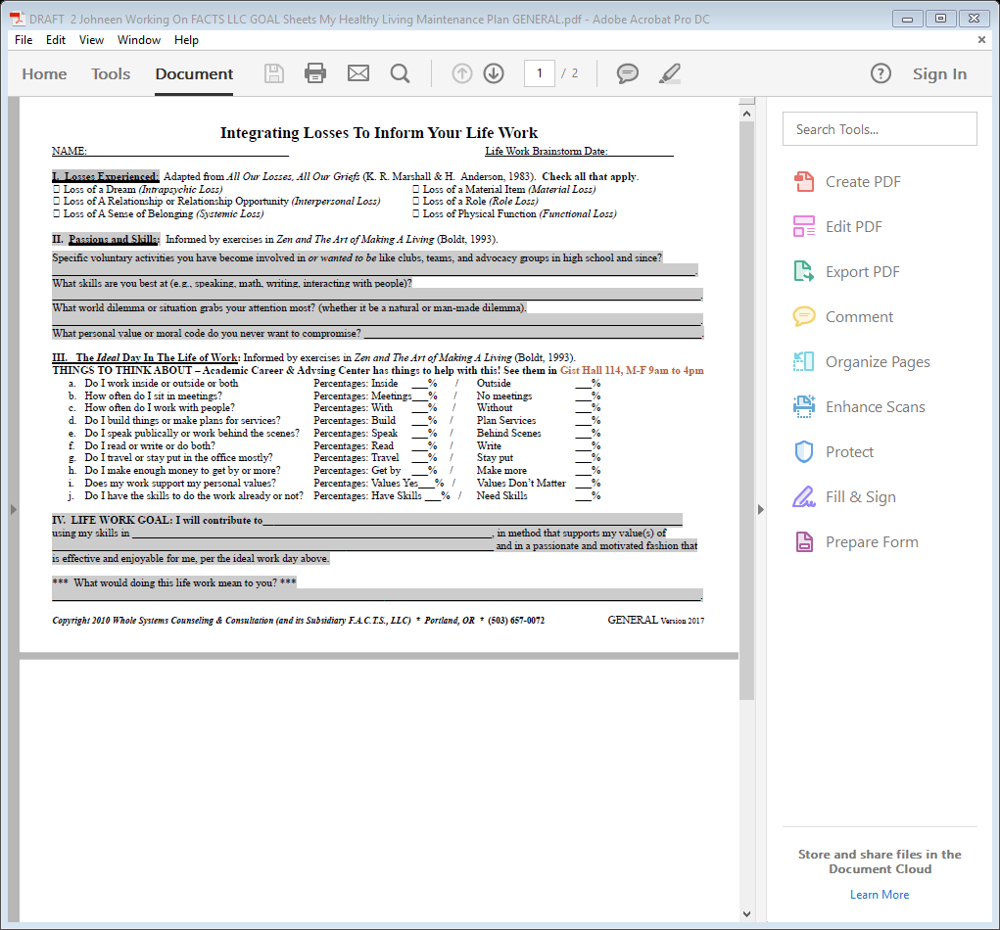 DRAFT 2 Johneen Working On FACTS LLC GOAL Sheets My Healthy Living Maintenance Plan GENERAL.pdf - Adobe Acrobat Pro DC
File Edit View Window Help
Home Tools Document 1 / 2 Sign In
Integrating Losses To Inform Your Life Work
NAME: Life Work Brainstorm Date:
I. Losses Experienced: Adapted from All Our Losses, All Our Griefs (K. R. Marshall & H. Anderson, 1983). Check all that apply.
☐ Loss of a Dream (Intrapsychic Loss) ☐ Loss of a Material Item (Material Loss)
☐ Loss of A Relationship or Relationship Opportunity (Interpersonal Loss) ☐ Loss of a Role (Role Loss)
☐ Loss of A Sense of Belonging (Systemic Loss) ☐ Loss of Physical Function (Functional Loss)
II. Passions and Skills: Informed by exercises in Zen and The Art of Making A Living (Boldt, 1993).
Specific voluntary activities you have become involved in or wanted to be like clubs, teams, and advocacy groups in high school and since?
What skills are you best at (e.g., speaking, math, writing, interacting with people)?
What world dilemma or situation grabs your attention most? (whether it be a natural or man-made dilemma).
What personal value or moral code do you never want to compromise? ___.
III. The Ideal Day In The Life of Work: Informed by exercises in Zen and The Art of Making A Living (Boldt, 1993).
THINGS TO THINK ABOUT – Academic Career & Advsing Center has things to help with this! See them in Gist Hall 114, M-F 9am to 4pm
a. Do I work inside or outside or both Percentages: Inside ___% / Outside ___%
b. How often do I sit in meetings? Percentages: Meetings___% / No meetings ___%
c. How often do I work with people? Percentages: With ___% / Without ___%
d. Do I build things or make plans for services? Percentages: Build ___% / Plan Services ___%
e. Do I speak publically or work behind the scenes? Percentages: Speak ___% / Behind Scenes ___%
f. Do I read or write or do both? Percentages: Read ___% / Write ___%
g. Do I travel or stay put in the office mostly? Percentages: Travel ___% / Stay put ___%
h. Do I make enough money to get by or more? Percentages: Get by ___% / Make more ___%
i. Does my work support my personal values? Percentages: Values Yes___% / Values Don't Matter ___%
j. Do I have the skills to do the work already or not? Percentages: Have Skills ___% / Need Skills ___%
IV. LIFE WORK GOAL: I will contribute to___
using my skills in ___, in method that supports my value(s) of
___ and in a passionate and motivated fashion that
is effective and enjoyable for me, per the ideal work day above.
*** What would doing this life work mean to you? ***
Copyright 2010 Whole Systems Counseling & Consultation (and its Subsidiary F.A.C.T.S., LLC) * Portland, OR * (503) 657-0072 GENERAL Version 2017
Search Tools...
Create PDF
Edit PDF
Export PDF
Comment
Organize Pages
Enhance Scans
Protect
Fill & Sign
Prepare Form
Store and share files in the
Document Cloud
Learn More